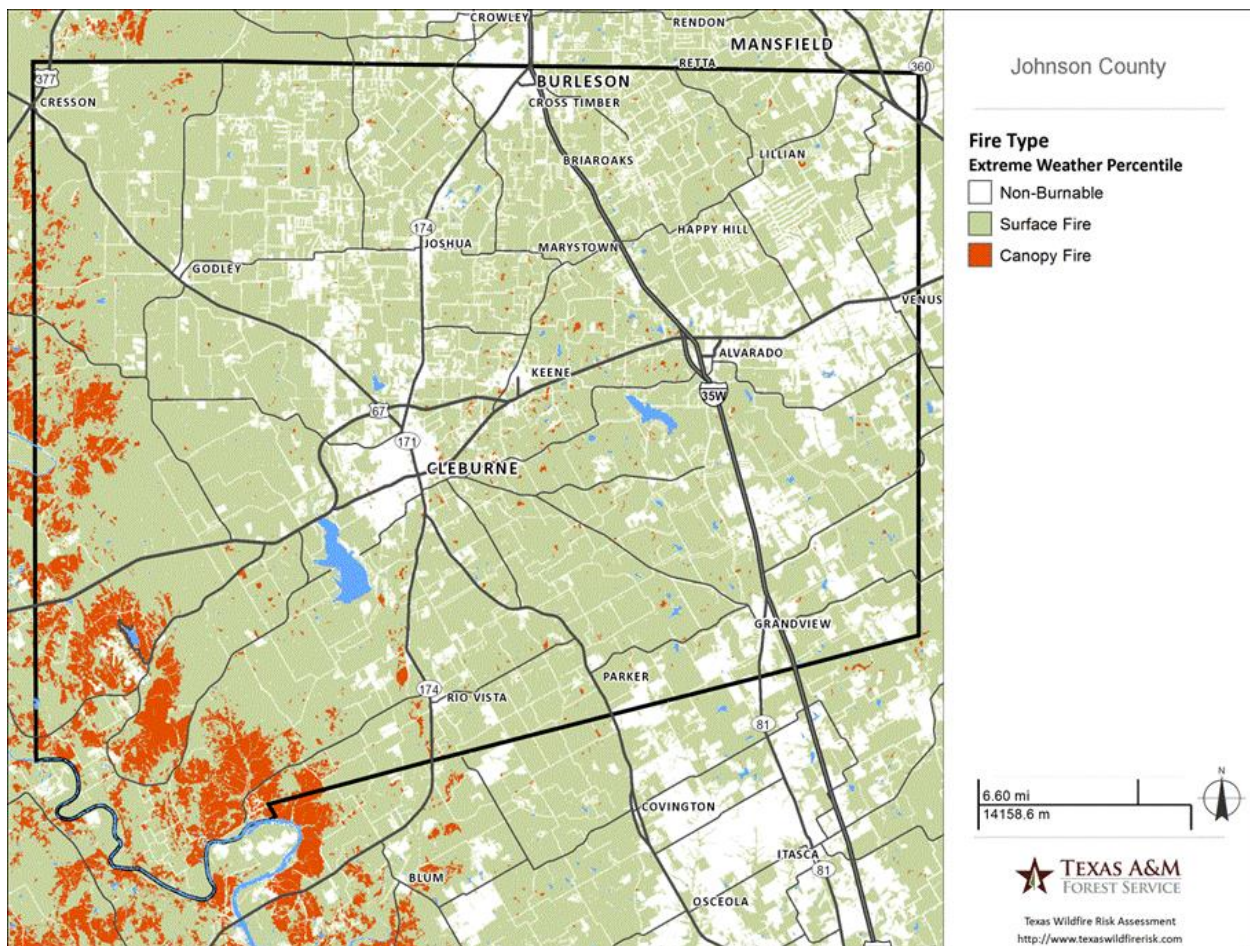 CROWLEY
RENDON
MANSFIELD
RETTA
360
377
BURLESON
CRESSON
CROSS TIMBER
BRIAROAKS
LILLIAN
174
JOSHUA
MARYSTOWN
HAPPY HILL
GODLEY
VENUS
ALVARADO
KEENE
35W
67
171
CLEBURNE
GRANDVIEW
PARKER
174
RIO VISTA
81
COVINGTON
ITASCA
81
BLUM
OSCEOLA
Johnson County
Fire Type
Extreme Weather Percentile
Non-Burnable
Surface Fire
Canopy Fire
6.60 mi
14158.6 m
N
TEXAS A&M
FOREST SERVICE
Texas Wildfire Risk Assessment
http://www.texaswildfirerisk.com